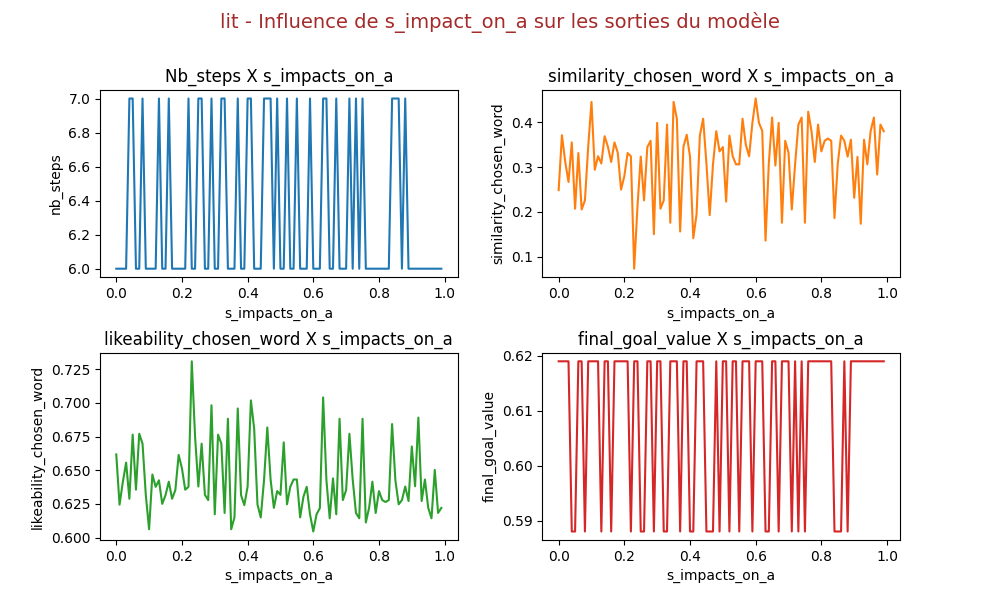 lit - Influence de s_impact_on_a sur les sorties du modèle
Nb_steps X s_impacts_on_a
7.0
6.8
6.6
6.4
6.2
6.0
nb_steps
0.0 0.2 0.4 0.6 0.8 1.0
s_impacts_on_a
similarity_chosen_word X s_impacts_on_a
0.4
0.3
0.2
0.1
similarity_chosen_word
0.0 0.2 0.4 0.6 0.8 1.0
s_impacts_on_a
likeability_chosen_word X s_impacts_on_a
0.725
0.700
0.675
0.650
0.625
0.600
likeability_chosen_word
0.0 0.2 0.4 0.6 0.8 1.0
s_impacts_on_a
final_goal_value X s_impacts_on_a
0.62
0.61
0.60
0.59
final_goal_value
0.0 0.2 0.4 0.6 0.8 1.0
s_impacts_on_a